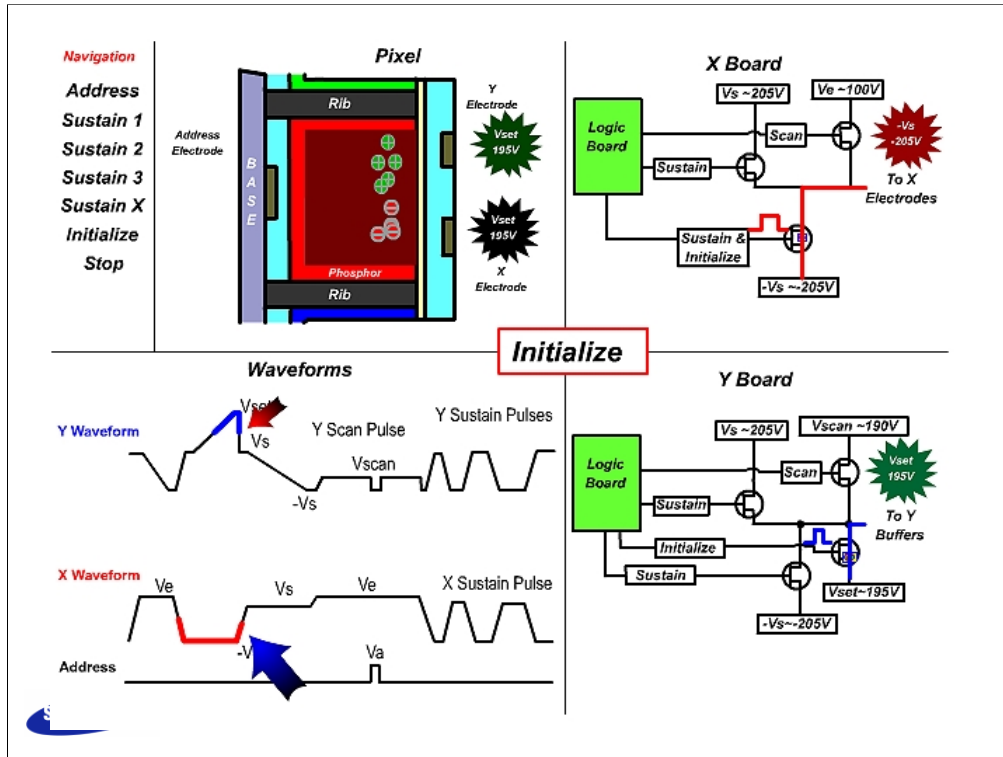 Navigation
Address
Sustain 1
Sustain 2
Sustain 3
Sustain X
Initialize
Stop
Pixel
Address
Electrode
BASE
Rib
Phosphor
Rib
Y
Electrode
Vset
195V
Vset
195V
X
Electrode
X Board
Vs ~205V
Ve ~100V
Logic
Board
Scan
Sustain
-Vs
-205V
To X
Electrodes
Sustain &
Initialize
-Vs ~-205V
Initialize
Waveforms
Y Waveform
Vset
Vs
-Vs
Y Scan Pulse
Vscan
Y Sustain Pulses
X Waveform
Ve
Vs
Ve
X Sustain Pulse
-V
Address
Va
Y Board
Vs ~205V
Vscan ~190V
Logic
Board
Scan
Sustain
Vset
195V
To Y
Buffers
Initialize
Sustain
Vset~195V
-Vs~-205V